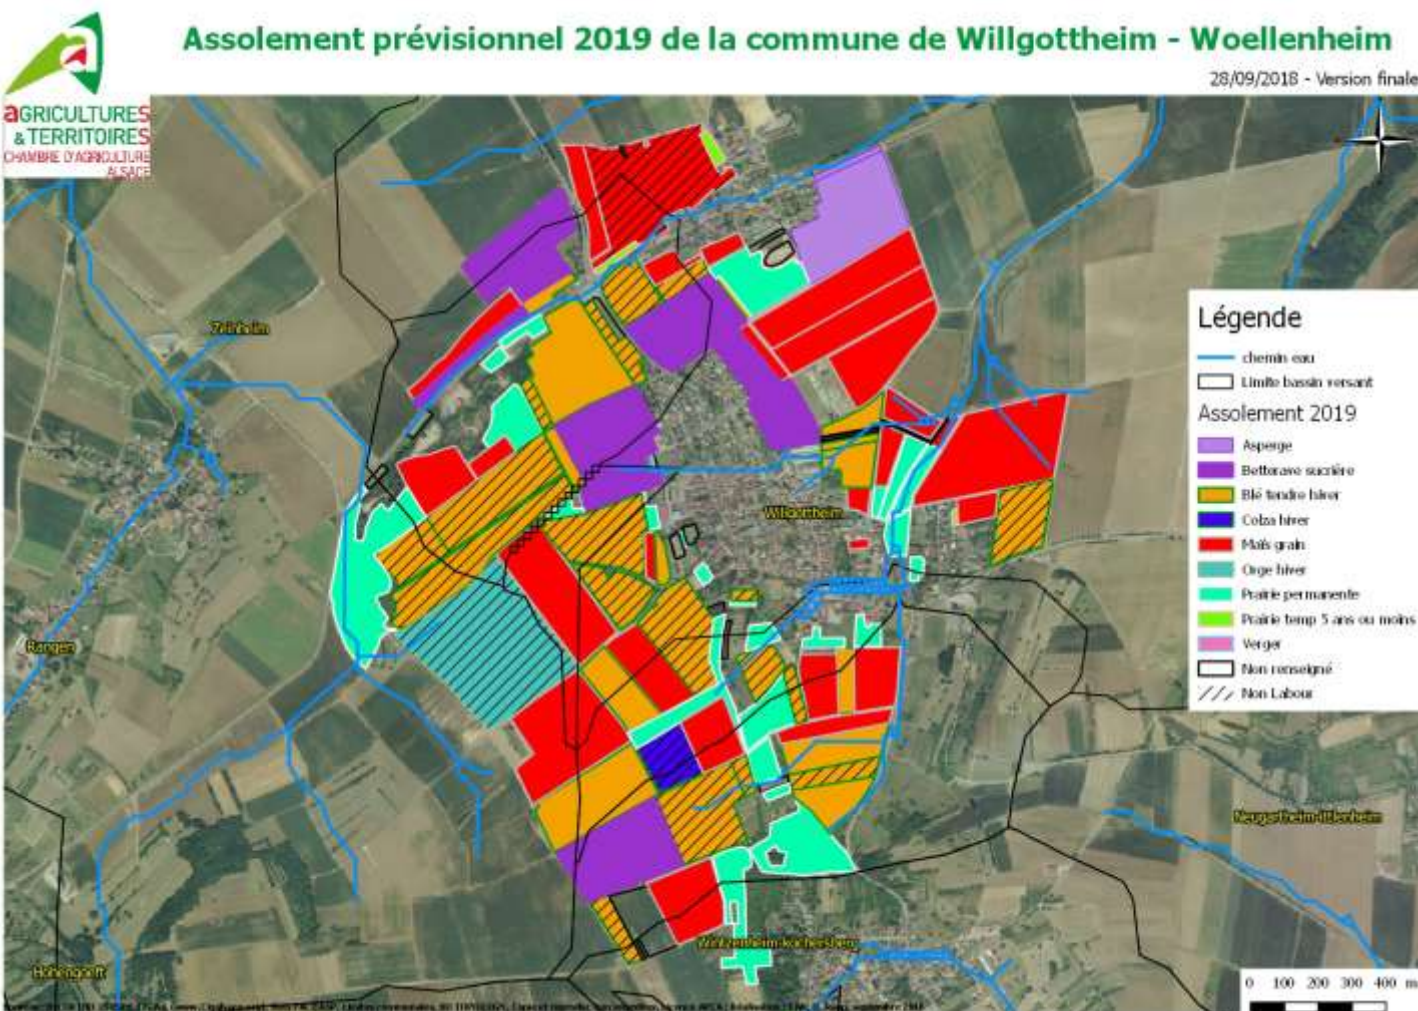 Assolement prévisionnel 2019 de la commune de Willgottheim - Woellenheim
28/09/2018 - Version finale
aGRICULTURES
& TERRITOIRES
CHAMBRE D'AGRICULTURE
ALSACE
Zeinheim
Légende
chemin eau
Limite bassin versant
Assolement 2019
Asperge
Betterave sucrière
Blé tendre hiver
Colza hiver
Maïs grain
Orge hiver
Prairie permanente
Prairie temp 5 ans ou moins
Verger
Non renseigné
Non Labour
Willgottheim
Rangen
Neugartheim-Ittlenheim
Wintzenheim-Kochersberg
Hohengoeft
0 100 200 300 400 m